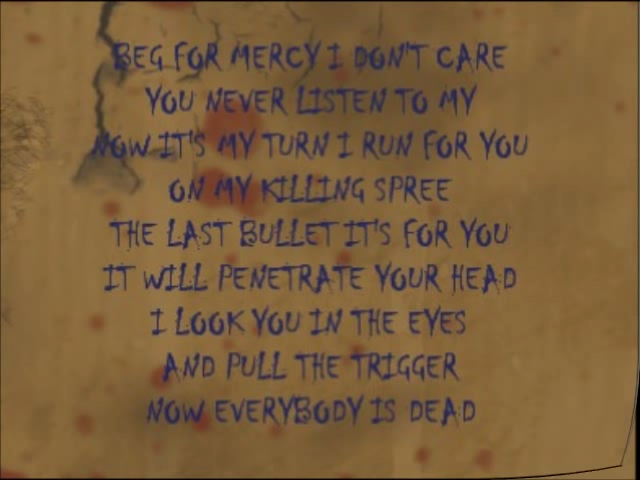 BEG FOR MERCY I DON'T CARE
YOU NEVER LISTEN TO MY
NOW IT'S MY TURN I RUN FOR YOU
ON MY KILLING SPREE
THE LAST BULLET IT'S FOR YOU
IT WILL PENETRATE YOUR HEAD
I LOOK YOU IN THE EYES
AND PULL THE TRIGGER
NOW EVERYBODY IS DEAD